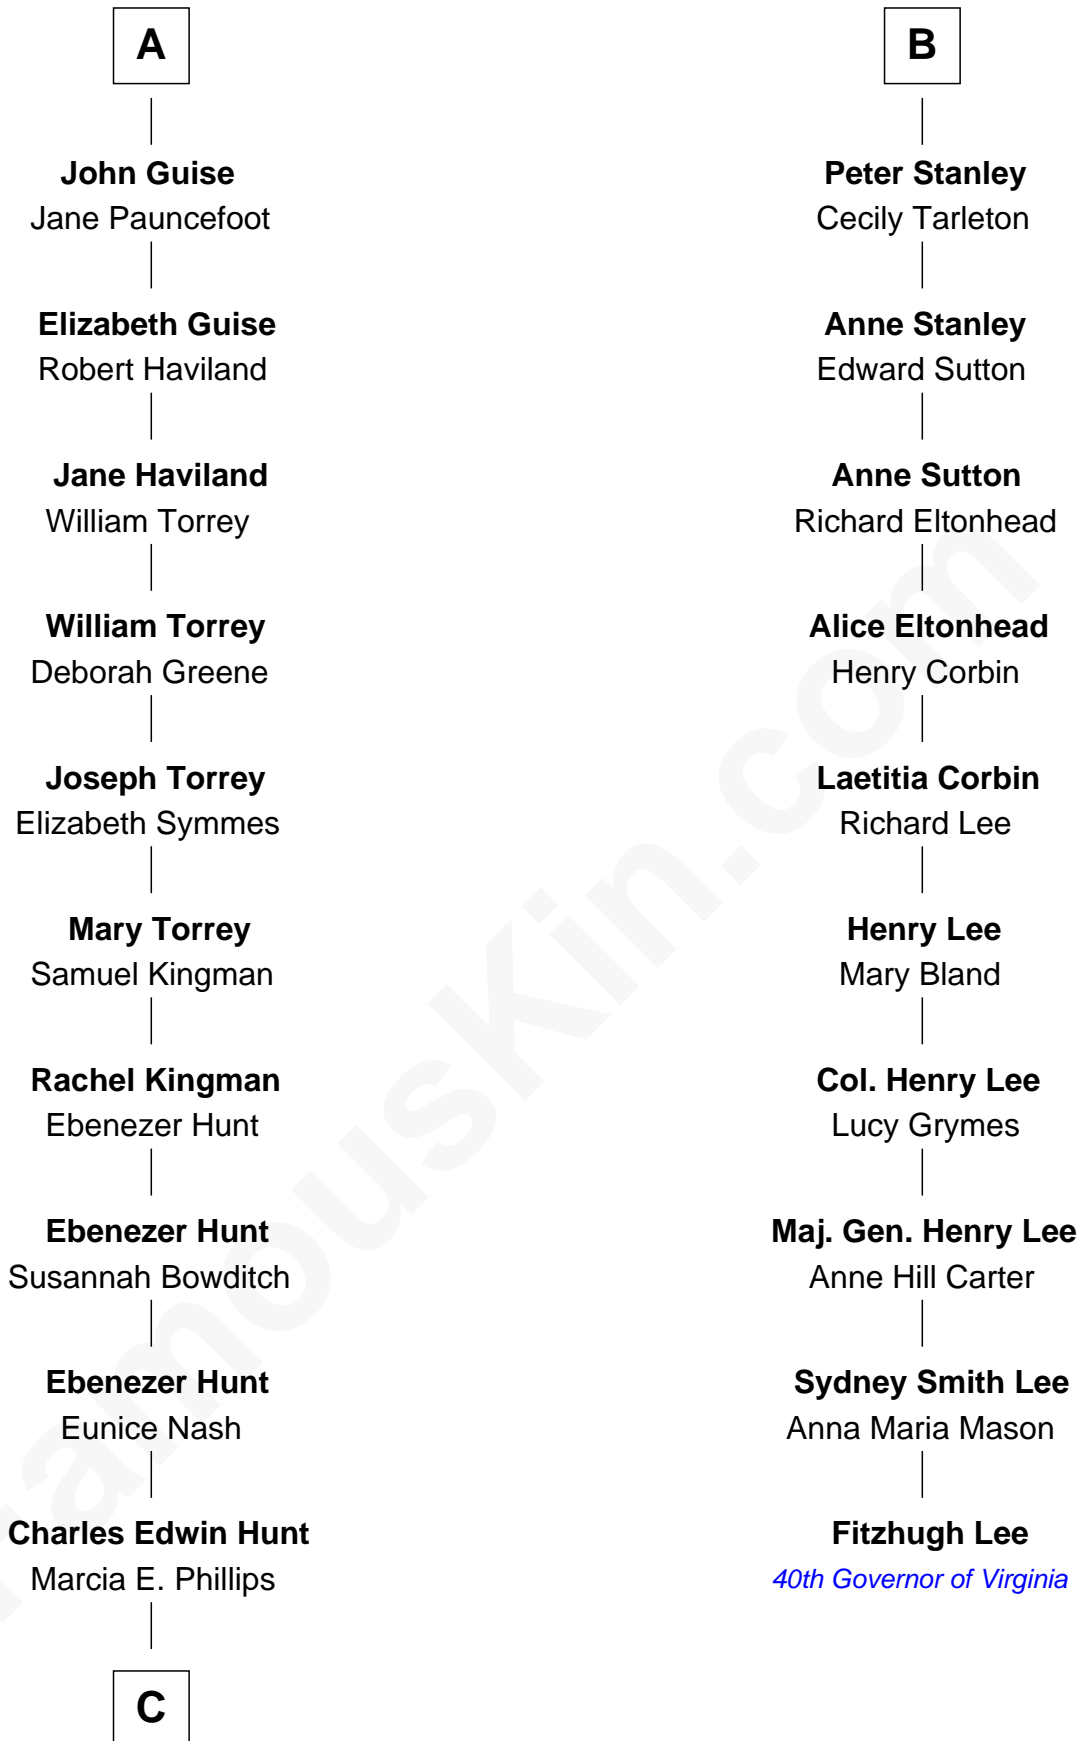 A
John Guise
Jane Pauncefoot
Elizabeth Guise
Robert Haviland
Jane Haviland
William Torrey
William Torrey
Deborah Greene
Joseph Torrey
Elizabeth Symmes
Mary Torrey
Samuel Kingman
Rachel Kingman
Ebenezer Hunt
Ebenezer Hunt
Susannah Bowditch
Ebenezer Hunt
Eunice Nash
Charles Edwin Hunt
Marcia E. Phillips
C
B
Peter Stanley
Cecily Tarleton
Anne Stanley
Edward Sutton
Anne Sutton
Richard Eltonhead
Alice Eltonhead
Henry Corbin
Laetitia Corbin
Richard Lee
Henry Lee
Mary Bland
Col. Henry Lee
Lucy Grymes
Maj. Gen. Henry Lee
Anne Hill Carter
Sydney Smith Lee
Anna Maria Mason
Fitzhugh Lee
40th Governor of Virginia
FamousKin.com